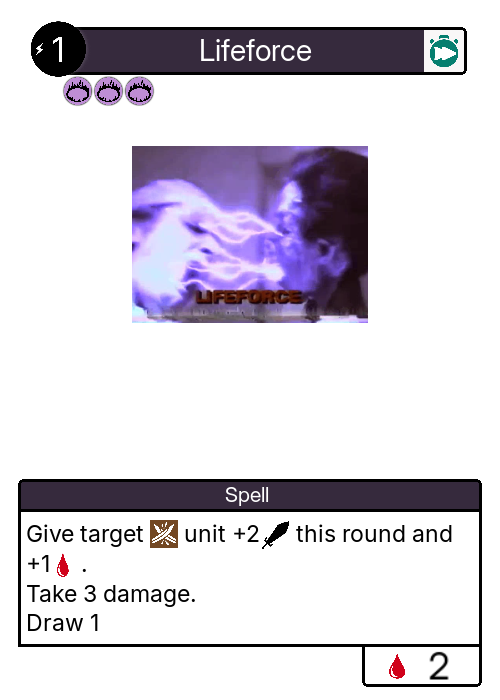 1
Lifeforce
LIFEFORCE
Spell
Give target unit +2 this round and
+1 .
Take 3 damage.
Draw 1
2